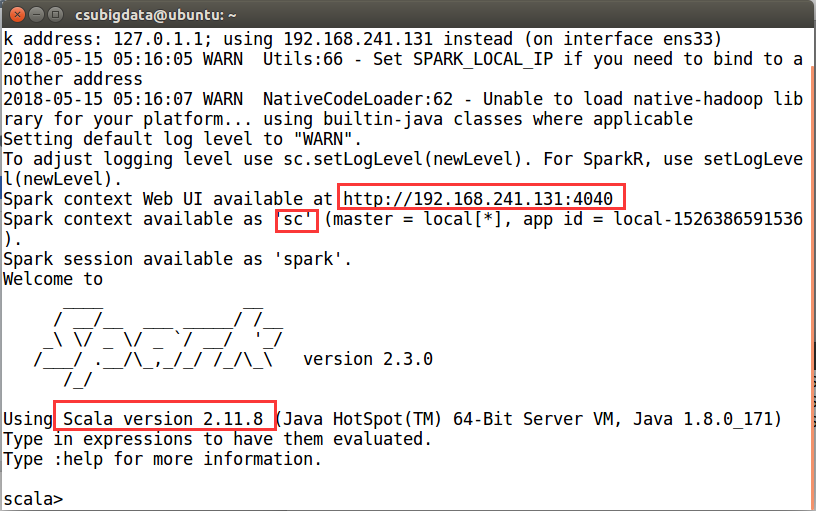 csubigdata@ubuntu: ~
k address: 127.0.1.1; using 192.168.241.131 instead (on interface ens33)
2018-05-15 05:16:05 WARN  Utils:66 - Set SPARK_LOCAL_IP if you need to bind to a
nother address
2018-05-15 05:16:07 WARN  NativeCodeLoader:62 - Unable to load native-hadoop lib
rary for your platform... using builtin-java classes where applicable
Setting default log level to "WARN".
To adjust logging level use sc.setLogLevel(newLevel). For SparkR, use setLogLeve
l(newLevel).
Spark context Web UI available at http://192.168.241.131:4040
Spark context available as 'sc' (master = local[*], app id = local-1526386591536
).
Spark session available as 'spark'.
Welcome to
      ____              __
     / __/__  ___ _____/ /__
    _\ \/ _ \/ _ `/ __/  '_/
   /___/ .__/\_,_/_/ /_/\_\   version 2.3.0
      /_/
Using Scala version 2.11.8 (Java HotSpot(TM) 64-Bit Server VM, Java 1.8.0_171)
Type in expressions to have them evaluated.
Type :help for more information.
scala>